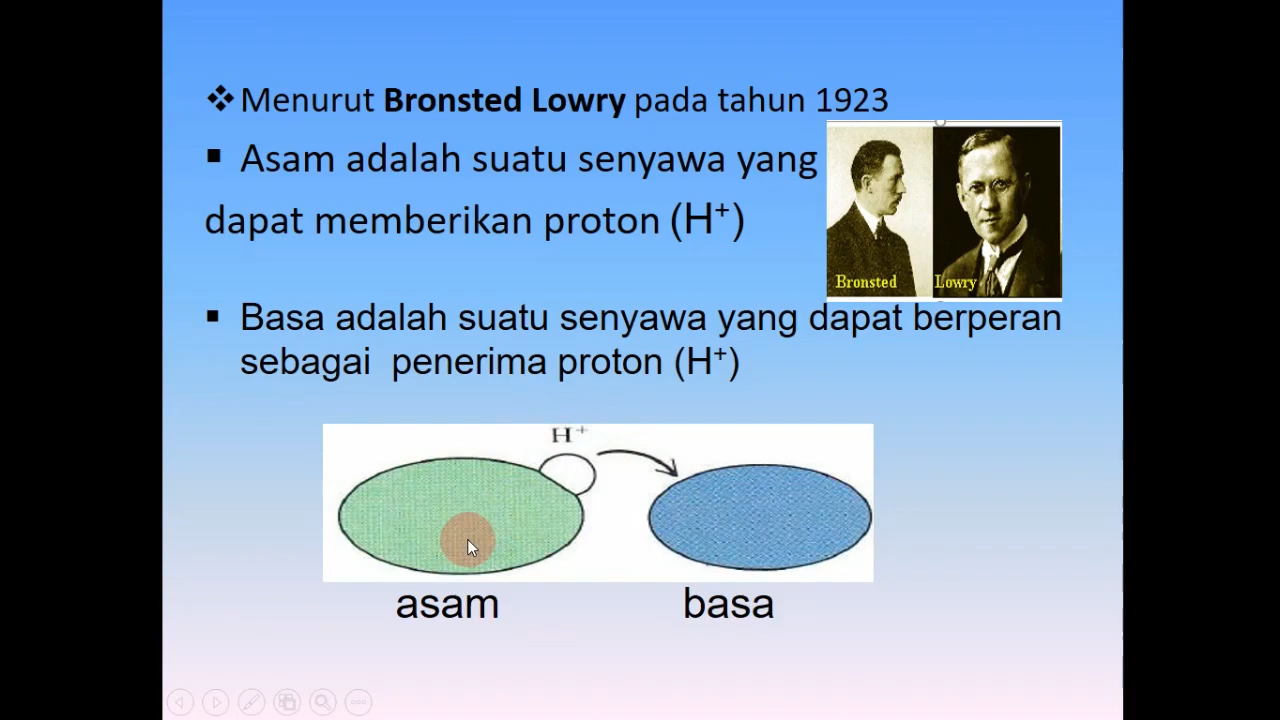 ❖ Menurut Bronsted Lowry pada tahun 1923
▪ Asam adalah suatu senyawa yang
dapat memberikan proton (H⁺)
Bronsted Lowry
▪ Basa adalah suatu senyawa yang dapat berperan
sebagai penerima proton (H⁺)
H⁺
asam basa